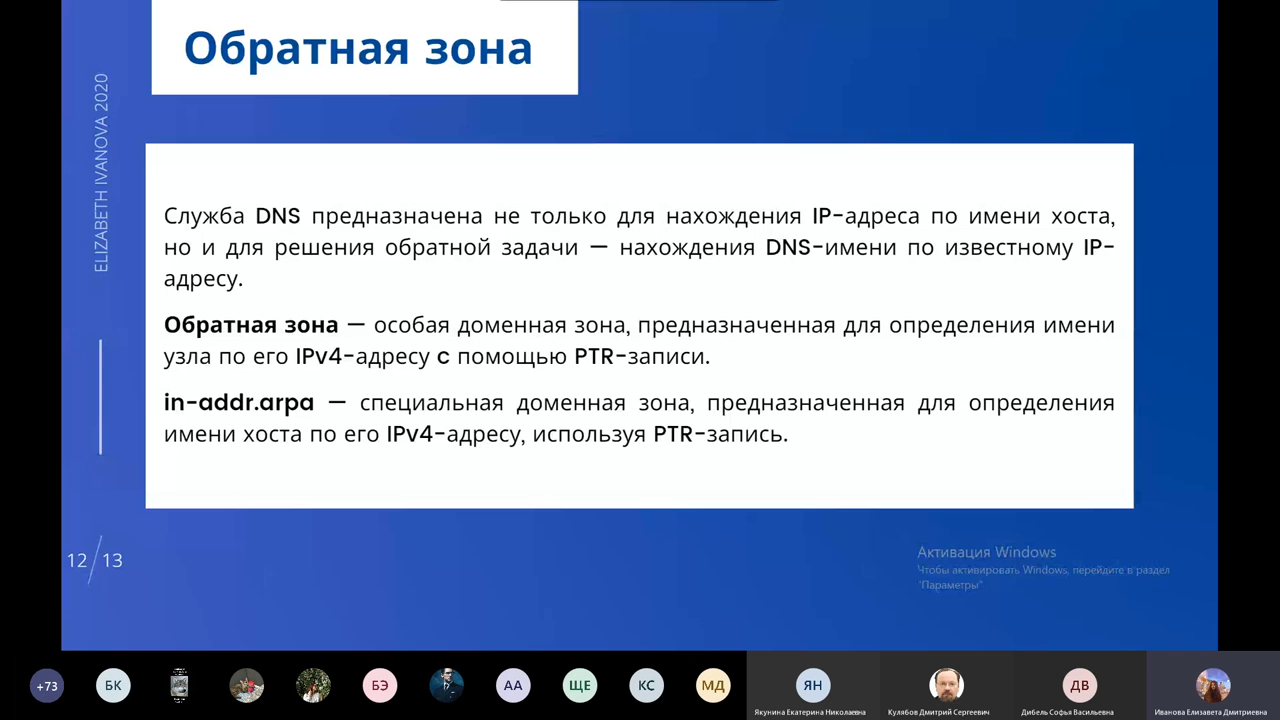 Обратная зона
ELIZABETH IVANOVA 2020
Служба DNS предназначена не только для нахождения IP-адреса по имени хоста,
но и для решения обратной задачи — нахождения DNS-имени по известному IP-
адресу.
Обратная зона — особая доменная зона, предназначенная для определения имени
узла по его IPv4-адресу с помощью PTR-записи.
in-addr.arpa — специальная доменная зона, предназначенная для определения
имени хоста по его IPv4-адресу, используя PTR-запись.
12/13
Активация Windows
Чтобы активировать Windows, перейдите в раздел
"Параметры"
+73
БК
БЭ
АА
ЩЕ
КС
МД
ЯН
ДВ
Якунина Екатерина Николаевна
Кулябов Дмитрий Сергеевич
Дибель Софья Васильевна
Иванова Елизавета Дмитриевна